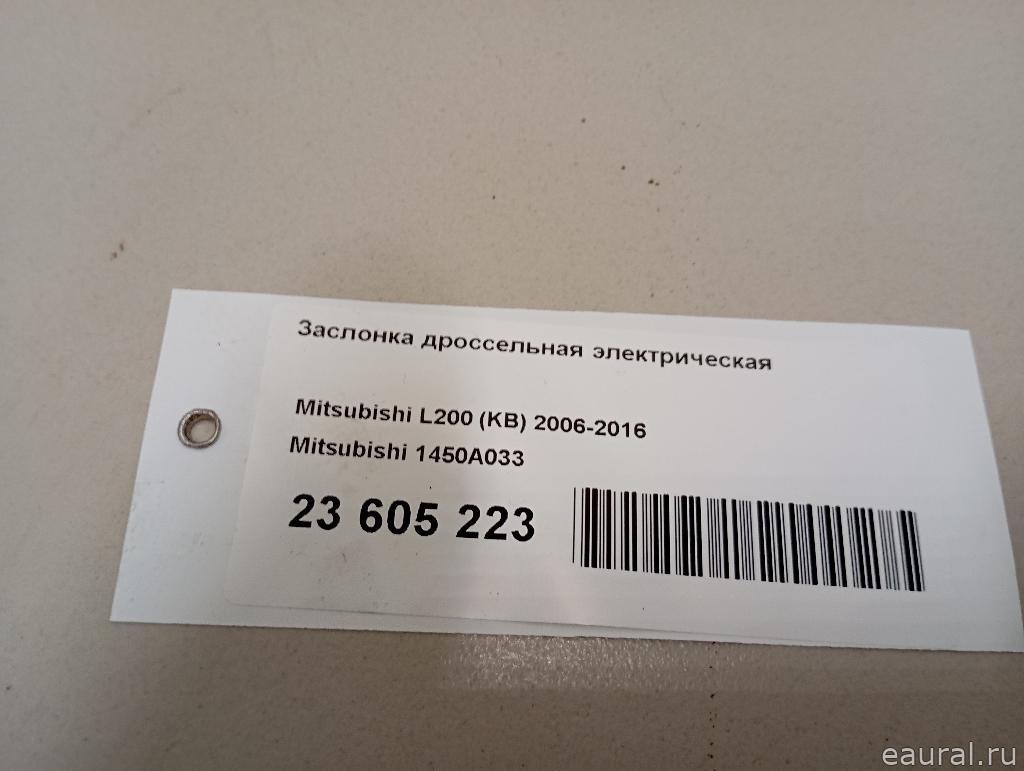 Заслонка дроссельная электрическая
Mitsubishi L200 (KB) 2006-2016
Mitsubishi 1450A033
23 605 223
eaural.ru